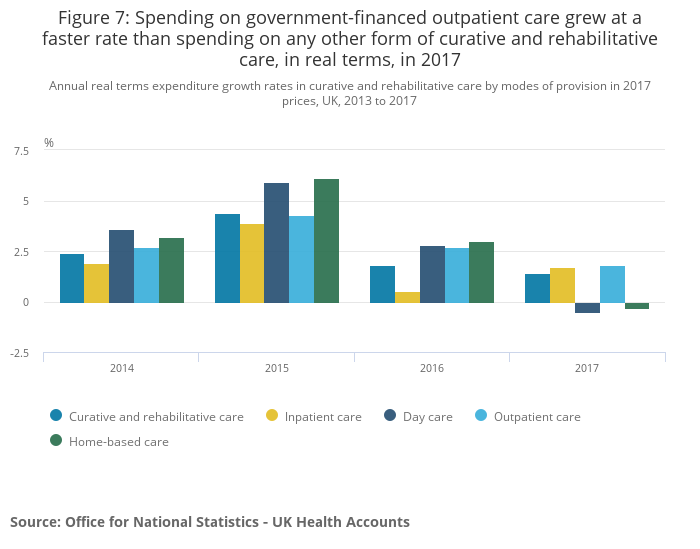 Figure 7: Spending on government-financed outpatient care grew at a
faster rate than spending on any other form of curative and rehabilitative
care, in real terms, in 2017
Annual real terms expenditure growth rates in curative and rehabilitative care by modes of provision in 2017
prices, UK, 2013 to 2017
%
7.5
5
2.5
0
-2.5
2014 2015 2016 2017
Curative and rehabilitative care Inpatient care Day care Outpatient care
Home-based care
Source: Office for National Statistics - UK Health Accounts